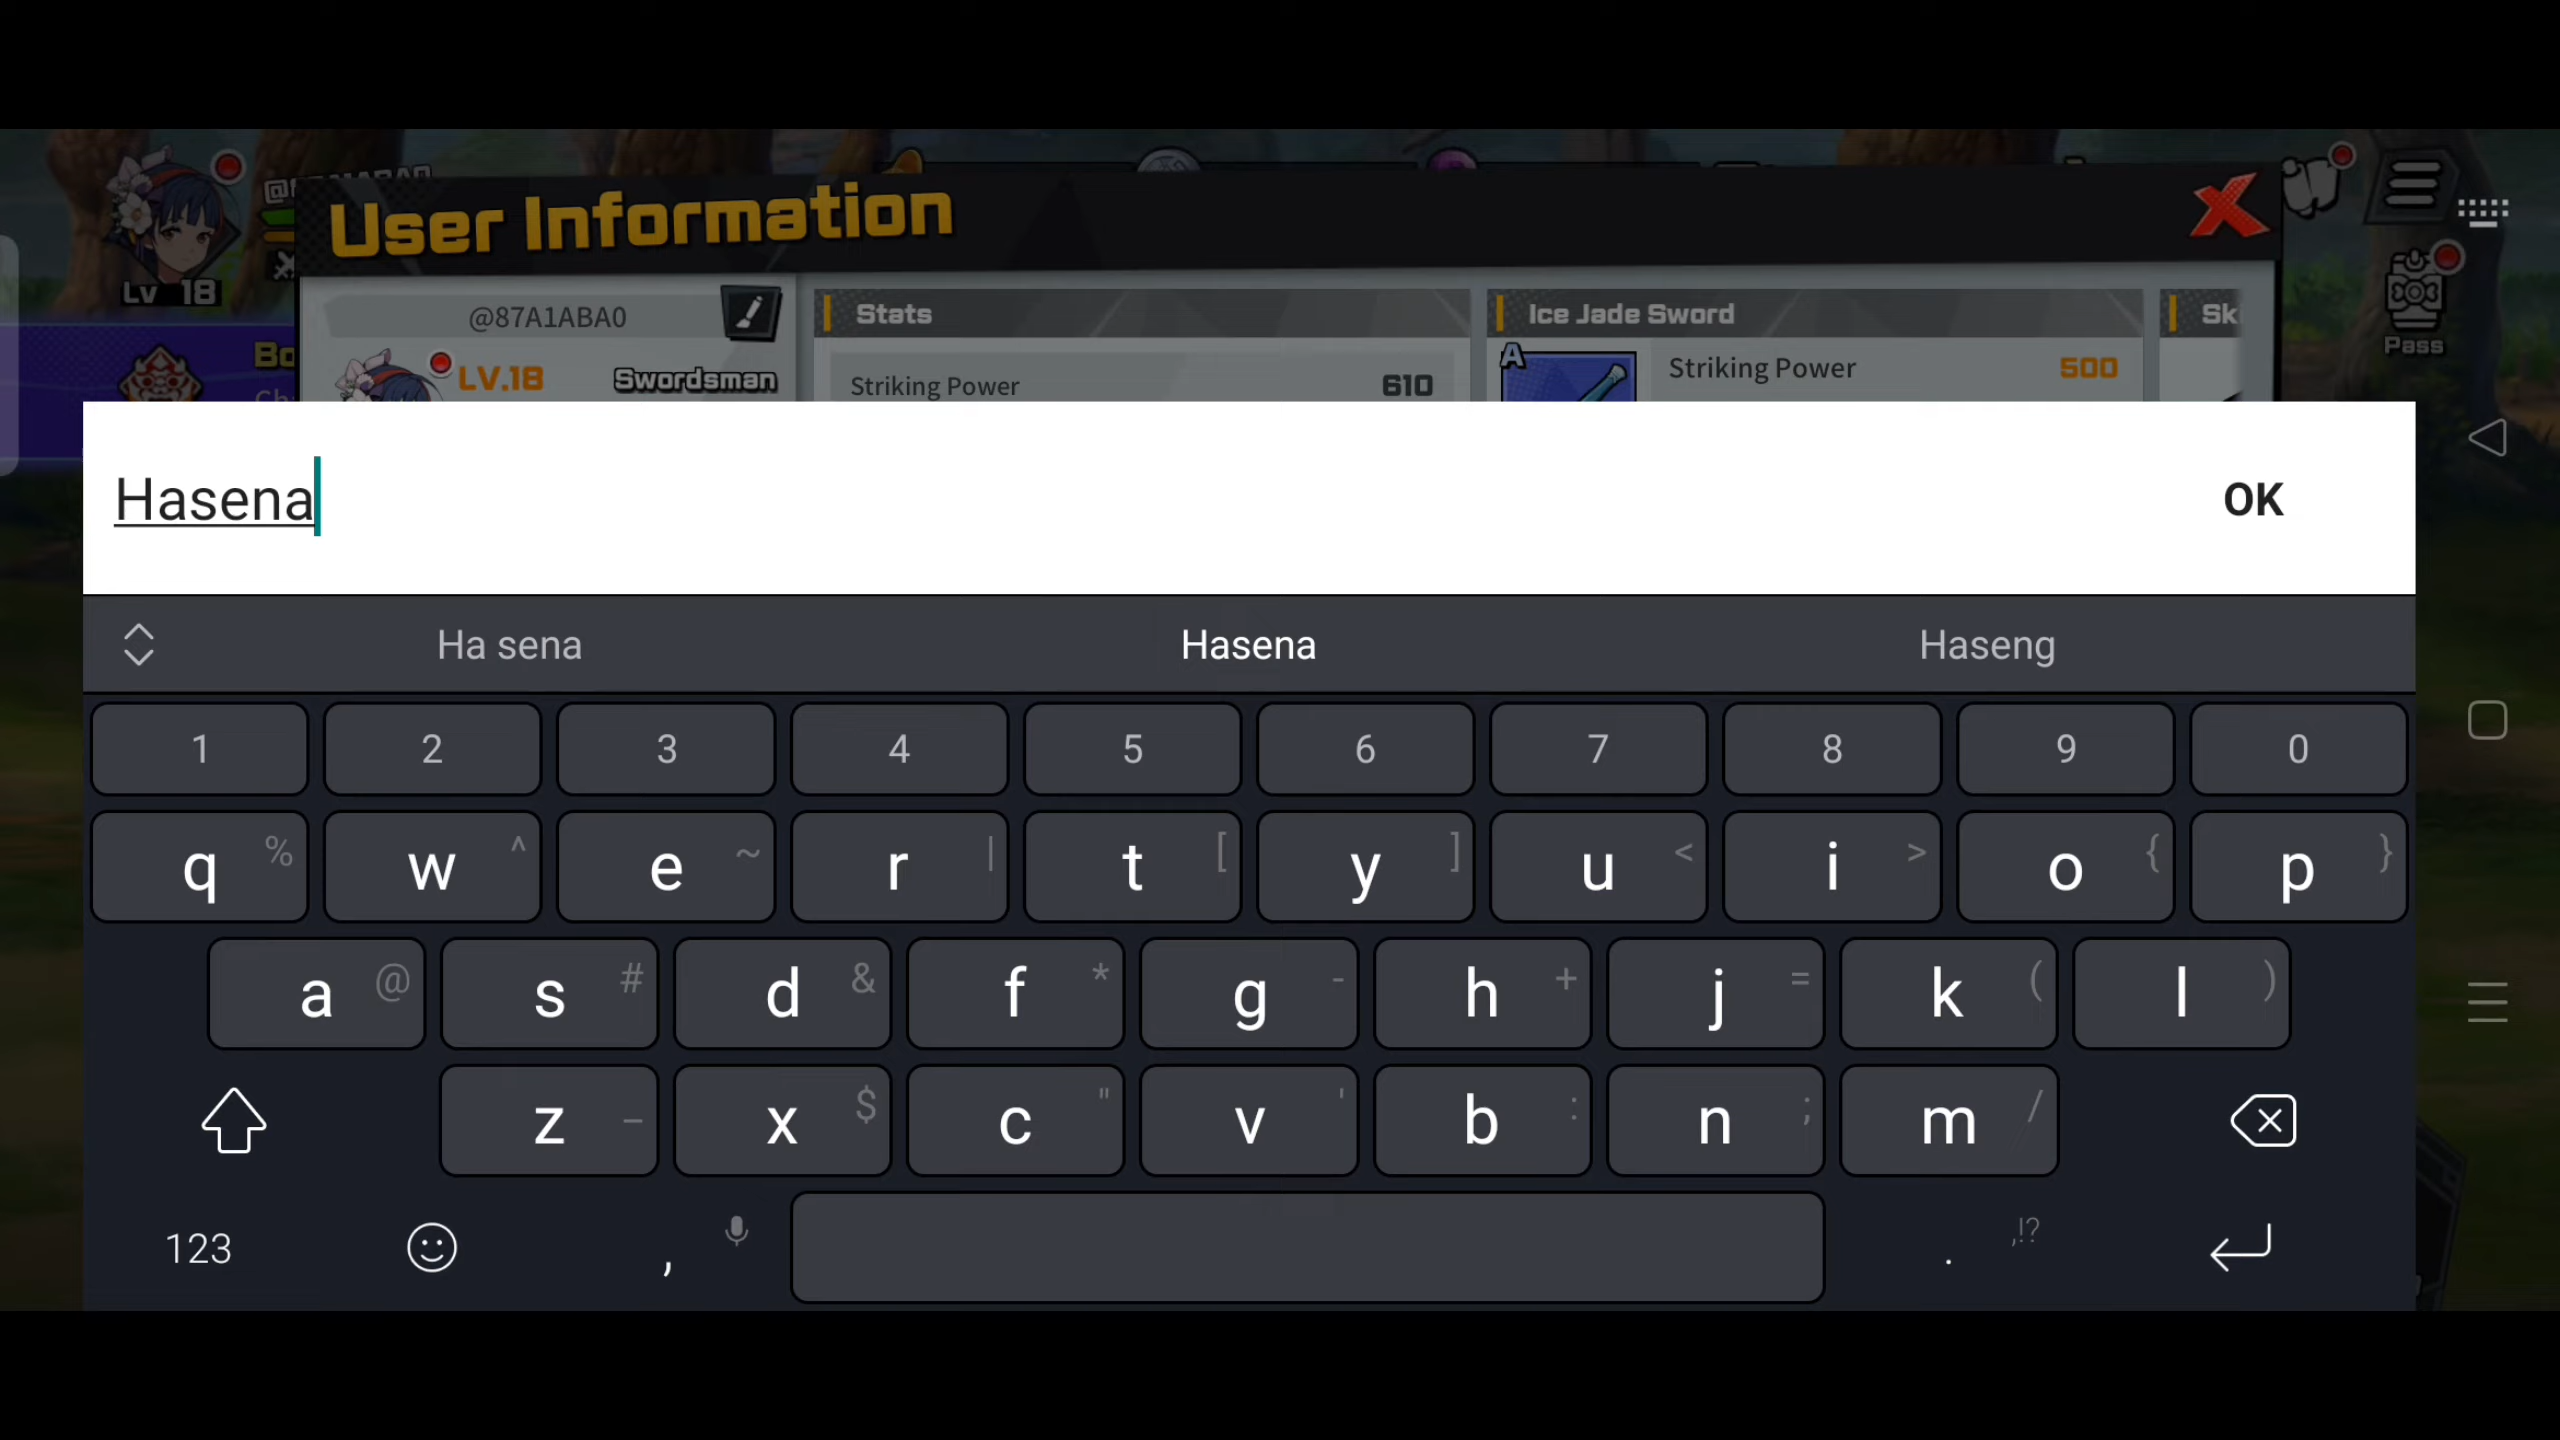 User Information
Lv 18
@87A1ABA0
Stats
Ice Jade Sword
Sk
Pass
LV.18
Swordsman
Striking Power
610
A
Striking Power
500
Hasena
OK
Ha sena
Hasena
Haseng
1 2 3 4 5 6 7 8 9 0
q % w ^ e ~ r | t [ y ] u < i > o { p }
a @ s # d & f * g - h + j = k ( l )
z _ x $ c " v ' b : n ; m /
123 , . ,!?